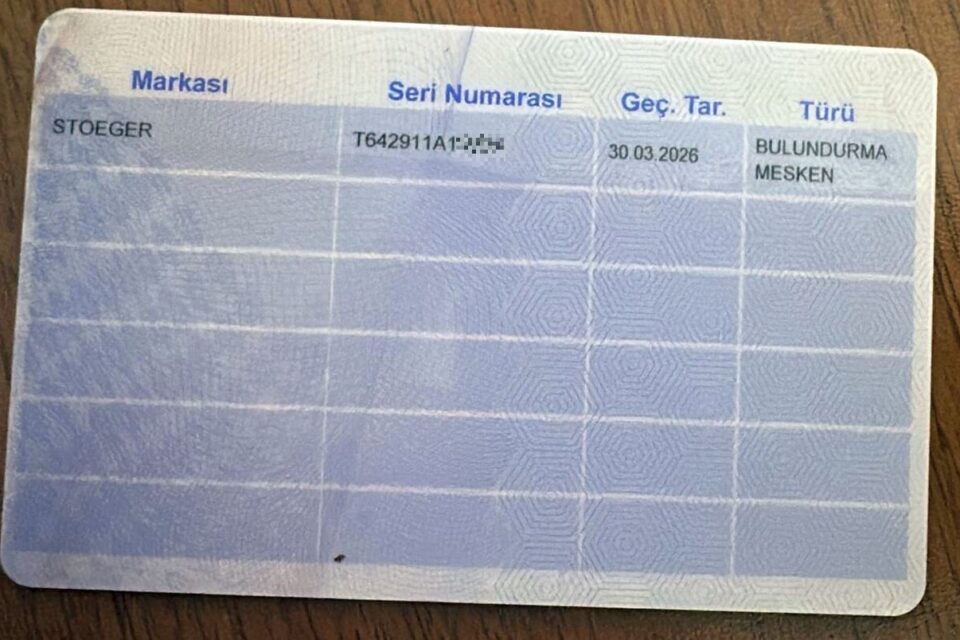 Markası Seri Numarası Geç. Tar. Türü
STOEGER T642911A1 30.03.2026 BULUNDURMA
MESKEN